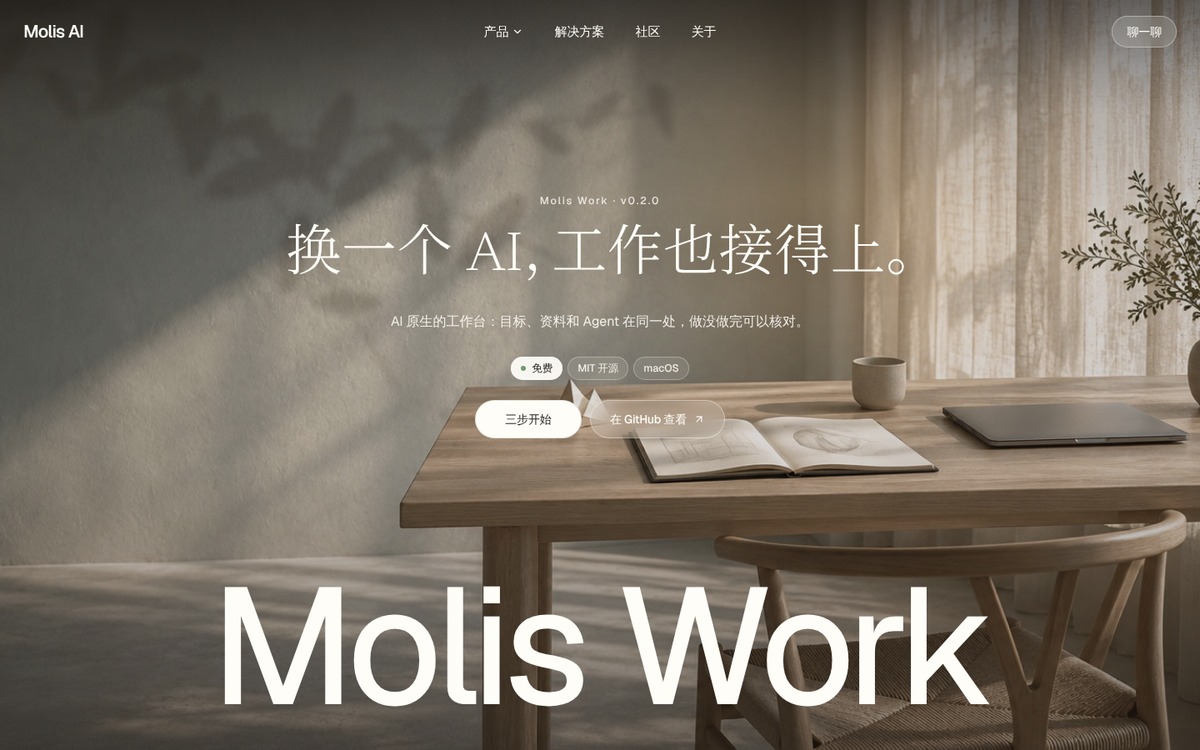 Molis AI
产品
解决方案
社区
关于
聊一聊
Molis Work · v0.2.0
换一个 AI, 工作也接得上。
AI 原生的工作台：目标、资料和 Agent 在同一处，做没做完可以核对。
免费
MIT 开源
macOS
三步开始
在 GitHub 查看
Molis Work